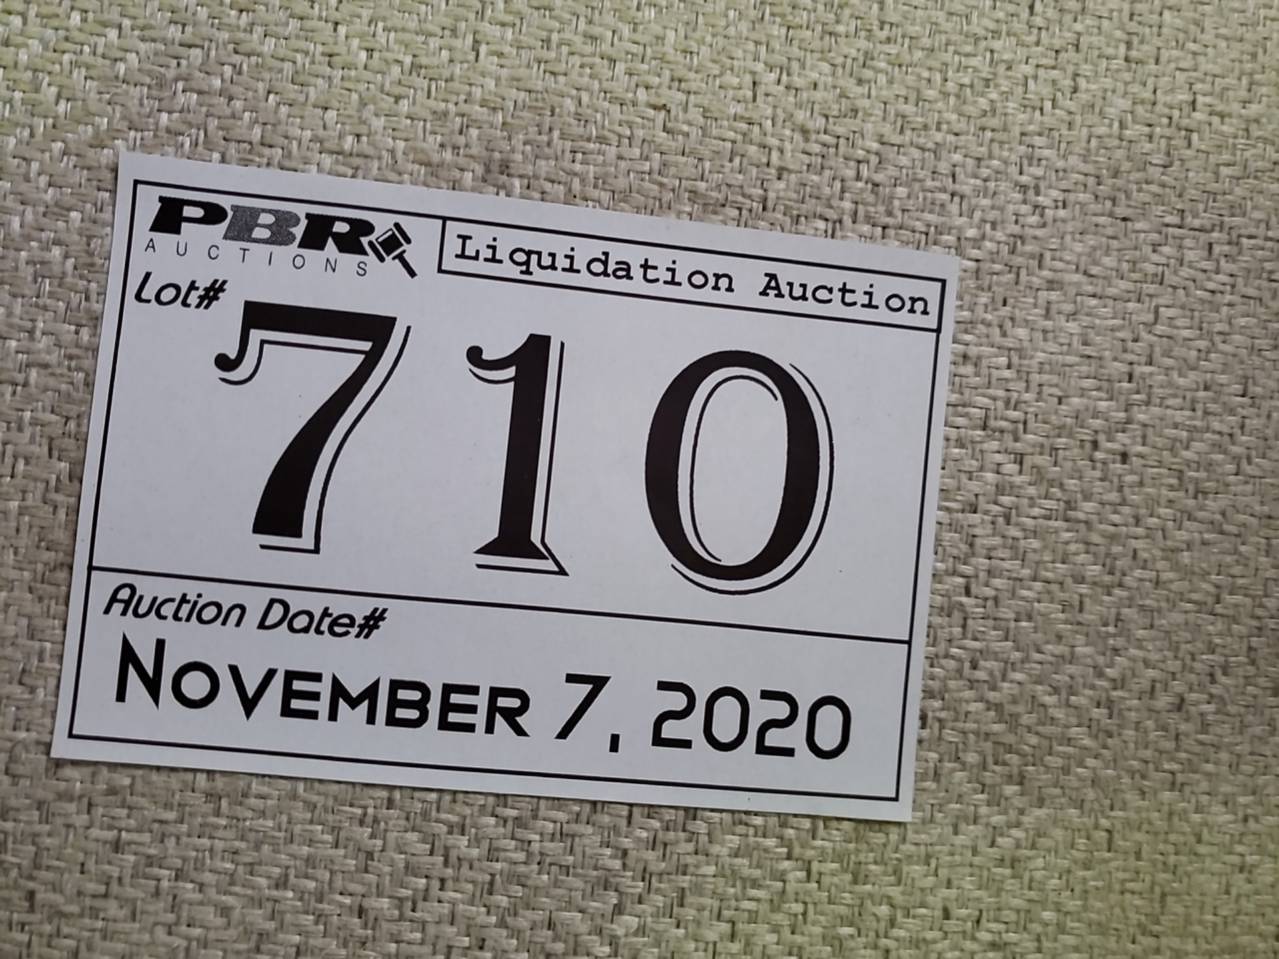 PBR
AUCTIONS
Liquidation Auction
Lot#
710
Auction Date#
NOVEMBER 7, 2020